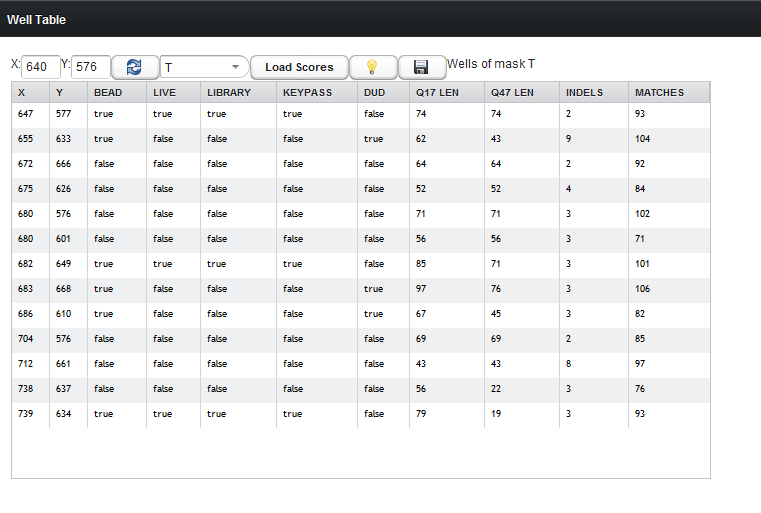 Well Table
X: 640 Y: 576 T Load Scores Wells of mask T
X Y BEAD LIVE LIBRARY KEYPASS DUD Q17 LEN Q47 LEN INDELS MATCHES
647 577 true true true true false 74 74 2 93
655 633 true false false false true 62 43 9 104
672 666 false false false false false 64 64 2 92
675 626 false false false false false 52 52 4 84
680 576 false false false false false 71 71 3 102
680 601 false false false false false 56 56 3 71
682 649 true true true true false 85 71 3 101
683 668 true false false false true 97 76 3 106
686 610 true false false false true 67 45 3 82
704 576 false false false false false 69 69 2 85
712 661 false false false false false 43 43 8 97
738 637 false false false false false 56 22 3 76
739 634 true true true true false 79 19 3 93